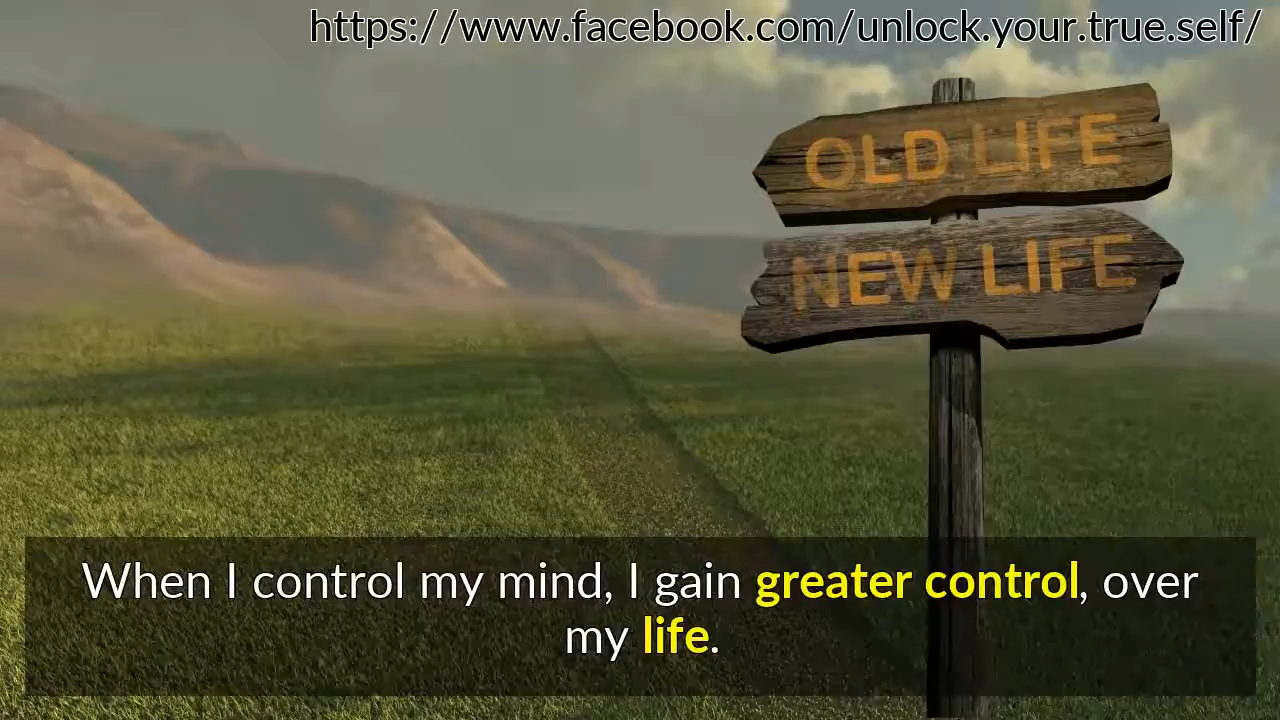 https://www.facebook.com/unlock.your.true.self/
OLD LIFE
NEW LIFE
When I control my mind, I gain greater control, over
my life.